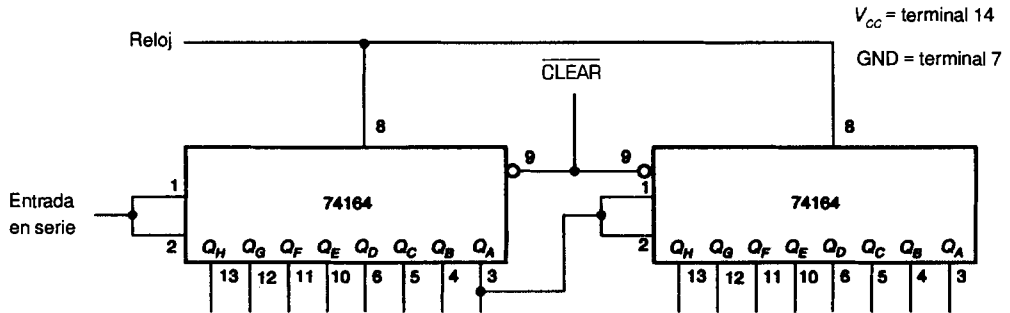 V_CC = terminal 14
Reloj
GND = terminal 7
CLEAR
8
8
9
9
1
1
74164
74164
Entrada
en serie
2
2
Q_H Q_G Q_F Q_E Q_D Q_C Q_B Q_A
Q_H Q_G Q_F Q_E Q_D Q_C Q_B Q_A
13 12 11 10 6 5 4 3
13 12 11 10 6 5 4 3